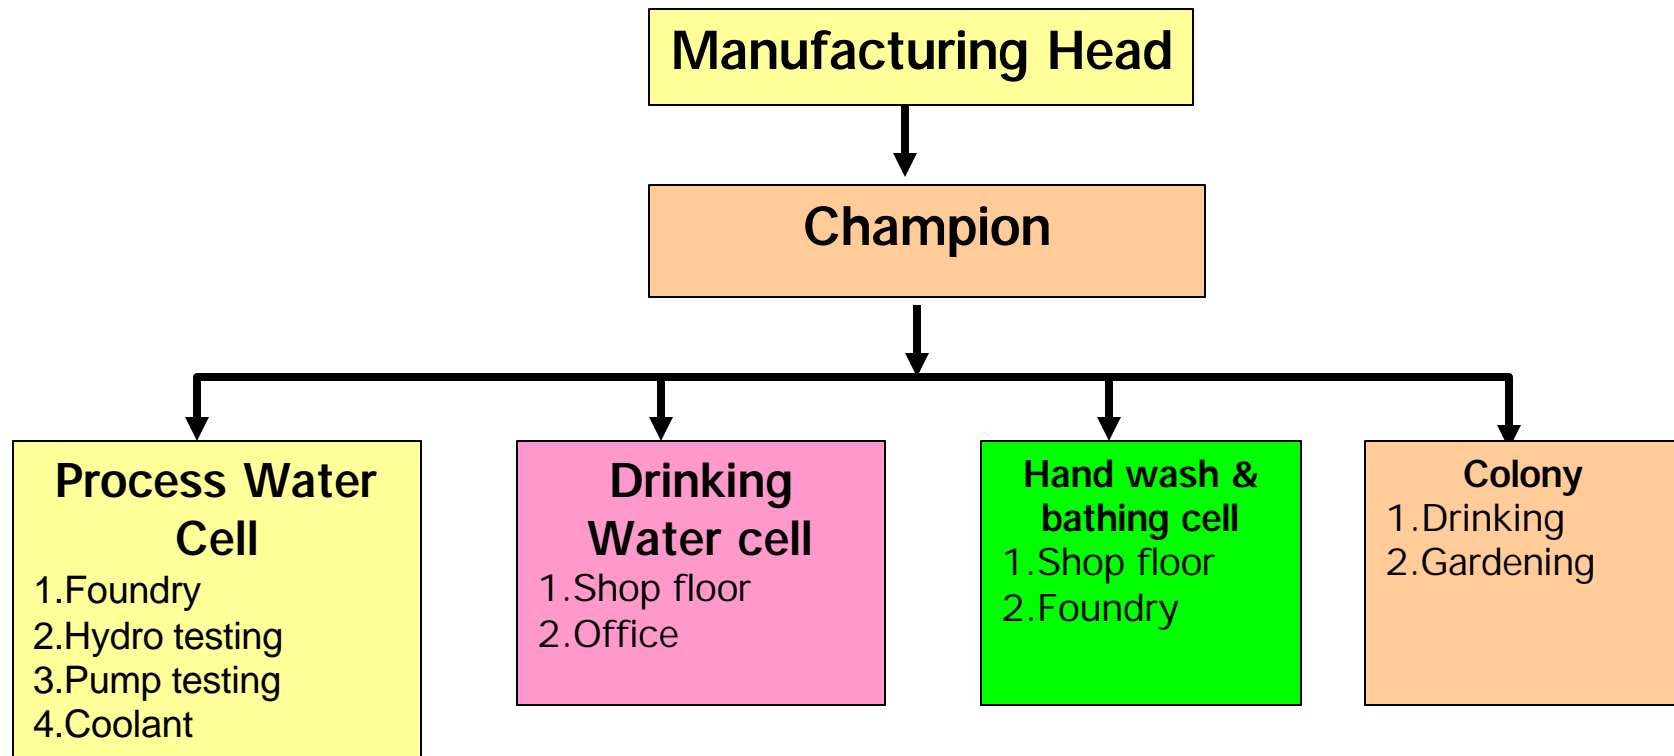 Manufacturing Head
Champion
Process Water
Cell
1.Foundry
2.Hydro testing
3.Pump testing
4.Coolant
Drinking
Water cell
1.Shop floor
2.Office
Hand wash &
bathing cell
1.Shop floor
2.Foundry
Colony
1.Drinking
2.Gardening